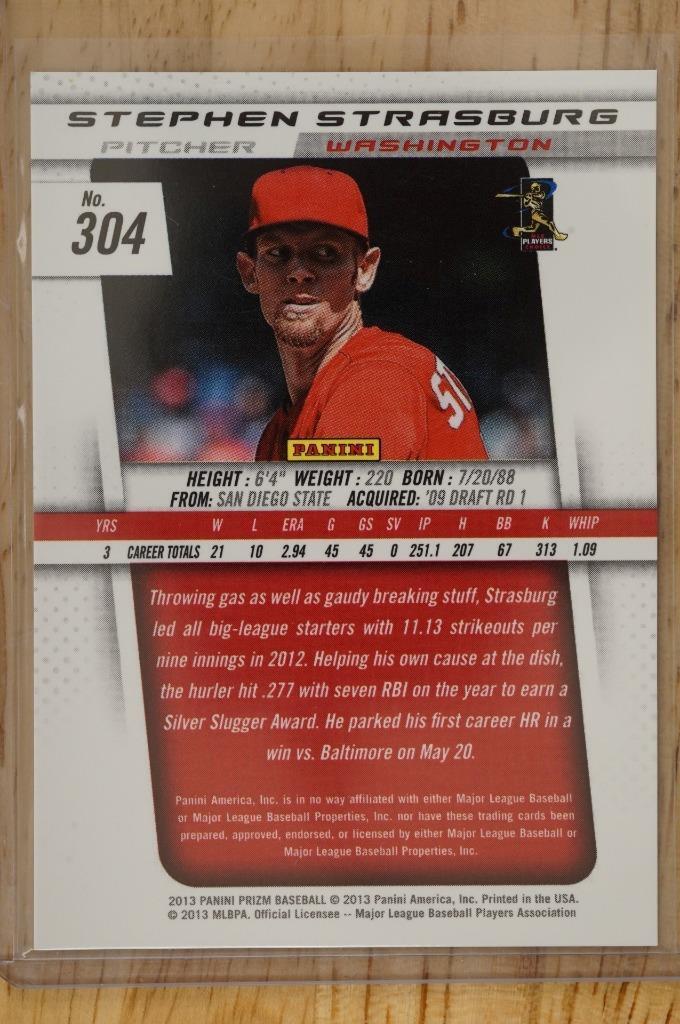 STEPHEN STRASBURG
PITCHER WASHINGTON
No.
304
MLB
PLAYERS
CHOICE
ST
PANINI
HEIGHT: 6'4" WEIGHT: 220 BORN: 7/20/88
FROM: SAN DIEGO STATE ACQUIRED: '09 DRAFT RD 1
YRS W L ERA G GS SV IP H BB K WHIP
3 CAREER TOTALS 21 10 2.94 45 45 0 251.1 207 67 313 1.09
Throwing gas as well as gaudy breaking stuff, Strasburg
led all big-league starters with 11.13 strikeouts per
nine innings in 2012. Helping his own cause at the dish,
the hurler hit .277 with seven RBI on the year to earn a
Silver Slugger Award. He parked his first career HR in a
win vs. Baltimore on May 20.
Panini America, Inc. is in no way affiliated with either Major League Baseball
or Major League Baseball Properties, Inc. nor have these trading cards been
prepared, approved, endorsed, or licensed by either Major League Baseball or
Major League Baseball Properties, Inc.
2013 PANINI PRIZM BASEBALL © 2013 Panini America, Inc. Printed in the USA.
© 2013 MLBPA. Official Licensee -- Major League Baseball Players Association